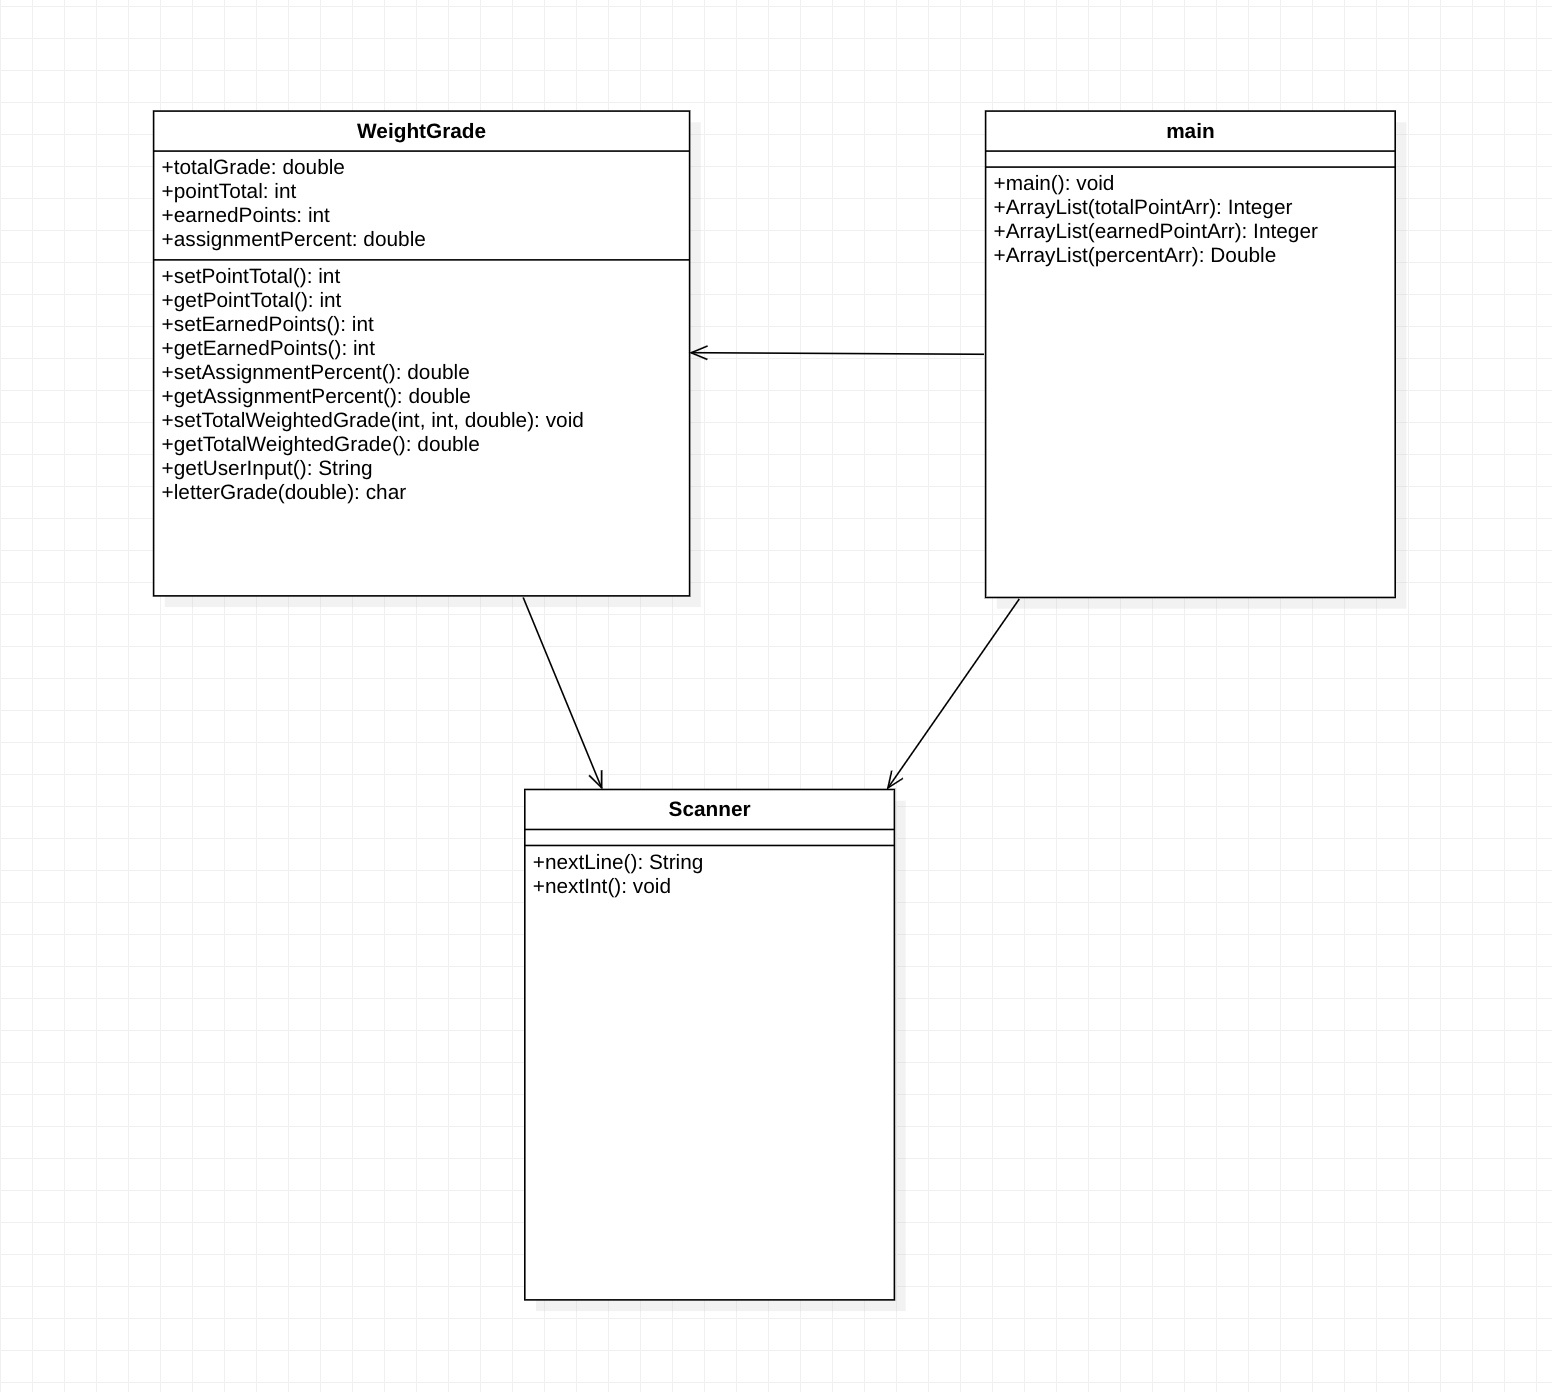 WeightGrade
+totalGrade: double
+pointTotal: int
+earnedPoints: int
+assignmentPercent: double
+setPointTotal(): int
+getPointTotal(): int
+setEarnedPoints(): int
+getEarnedPoints(): int
+setAssignmentPercent(): double
+getAssignmentPercent(): double
+setTotalWeightedGrade(int, int, double): void
+getTotalWeightedGrade(): double
+getUserInput(): String
+letterGrade(double): char
main
+main(): void
+ArrayList(totalPointArr): Integer
+ArrayList(earnedPointArr): Integer
+ArrayList(percentArr): Double
Scanner
+nextLine(): String
+nextInt(): void